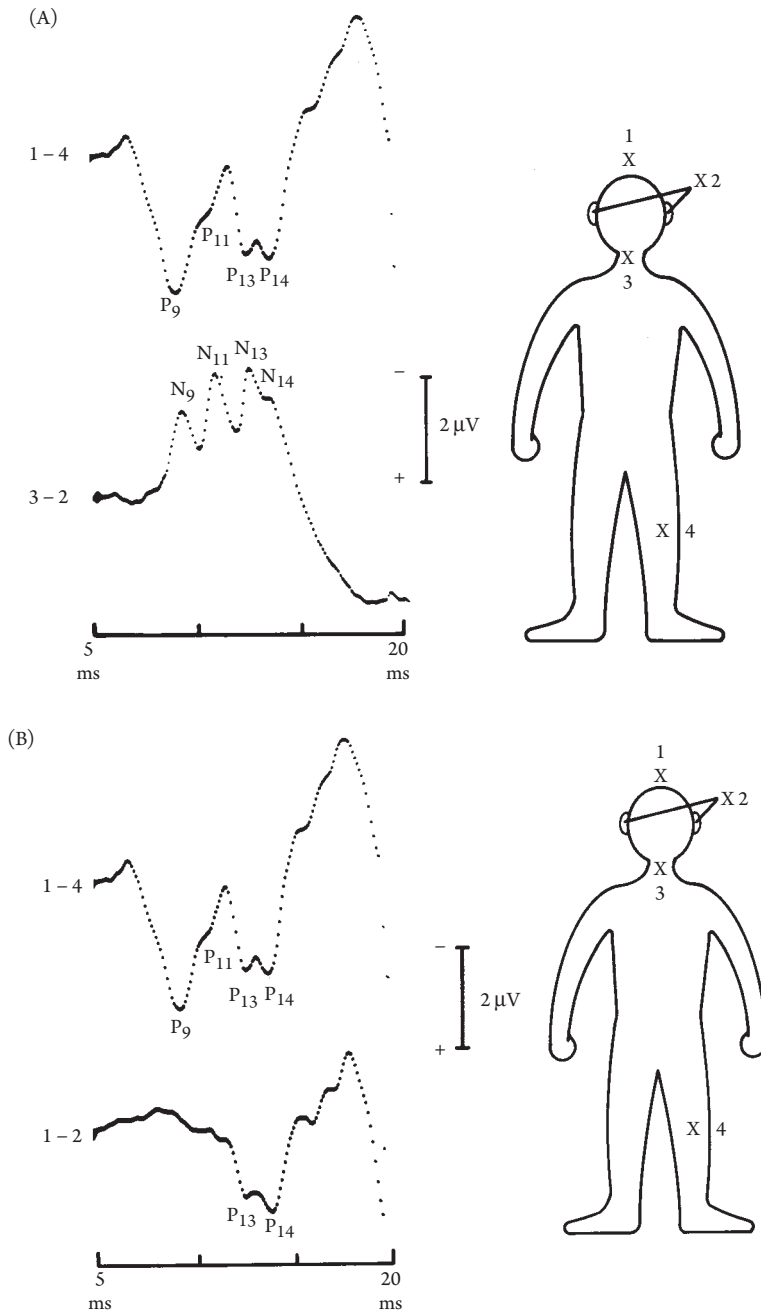 (A)
1 – 4
P9
P11
P13
P14
N9
N11
N13
N14
3 – 2
–
2 μV
+
5
ms
20
ms
1
X
X 2
X
3
X 4
(B)
1 – 4
P9
P11
P13
P14
1 – 2
P13
P14
–
2 μV
+
5
ms
20
ms
1
X
X 2
X
3
X 4